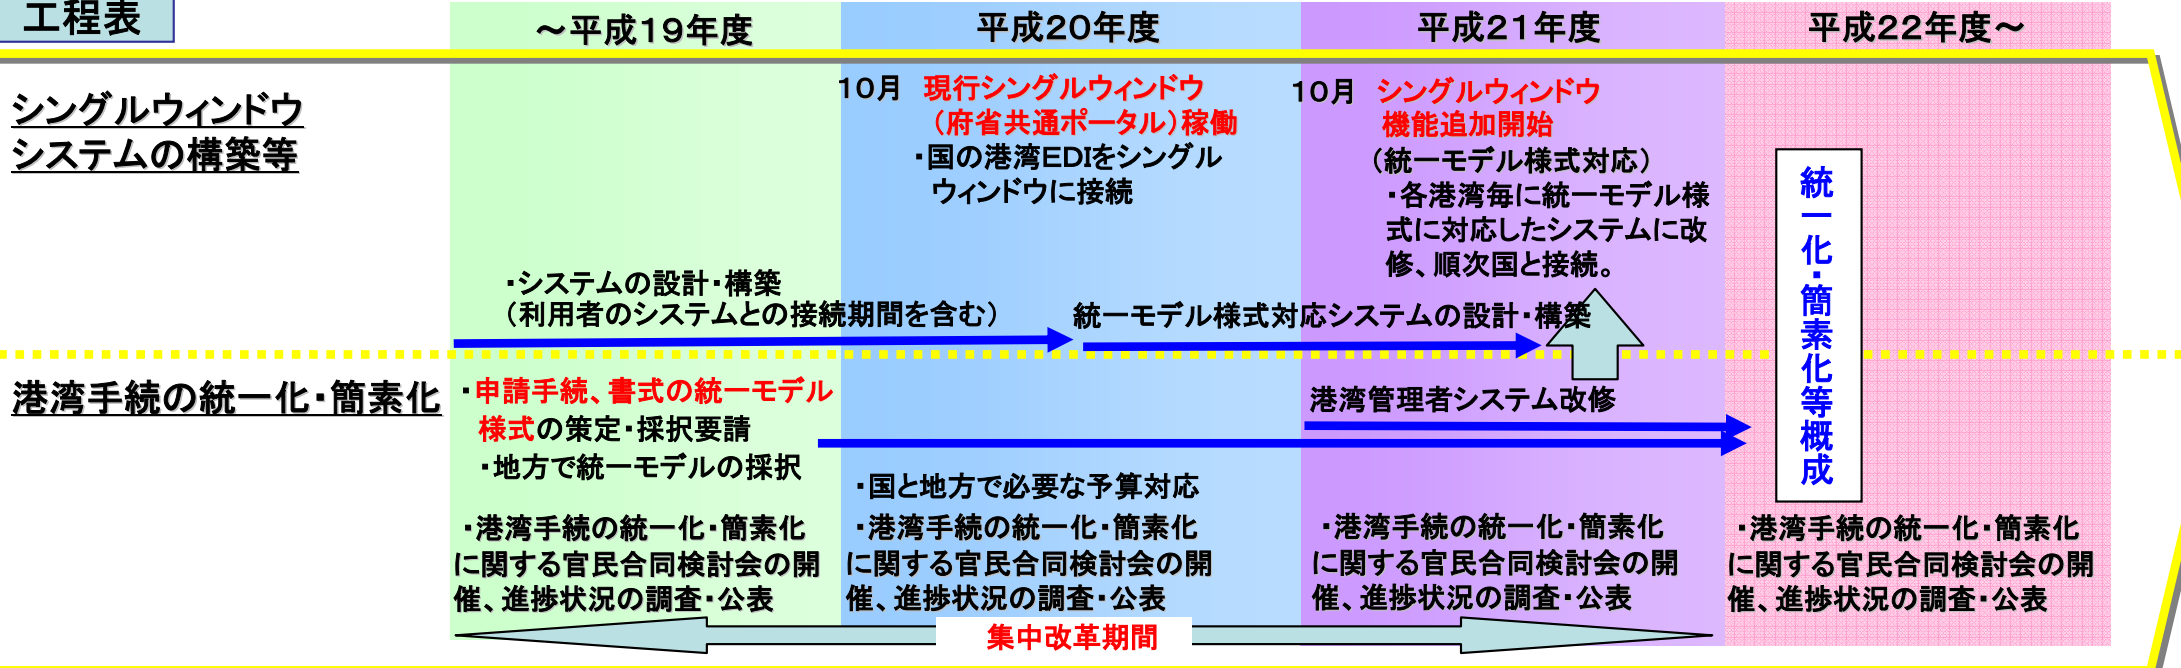 工程表
～平成19年度
平成20年度
平成21年度
平成22年度～
シングルウィンドウ
システムの構築等
・システムの設計・構築
（利用者のシステムとの接続期間を含む）
10月　現行シングルウィンドウ
（府省共通ポータル）稼働
・国の港湾EDIをシングル
ウィンドウに接続
統一モデル様式対応システムの設計・構築
10月　シングルウィンドウ
機能追加開始
（統一モデル様式対応）
・各港湾毎に統一モデル様
式に対応したシステムに改
修、順次国と接続。
統一化・簡素化等概成
港湾手続の統一化・簡素化
・申請手続、書式の統一モデル
様式の策定・採択要請
・地方で統一モデルの採択
・港湾手続の統一化・簡素化
に関する官民合同検討会の開
催、進捗状況の調査・公表
・国と地方で必要な予算対応
・港湾手続の統一化・簡素化
に関する官民合同検討会の開
催、進捗状況の調査・公表
港湾管理者システム改修
・港湾手続の統一化・簡素化
に関する官民合同検討会の開
催、進捗状況の調査・公表
・港湾手続の統一化・簡素化
に関する官民合同検討会の開
催、進捗状況の調査・公表
集中改革期間